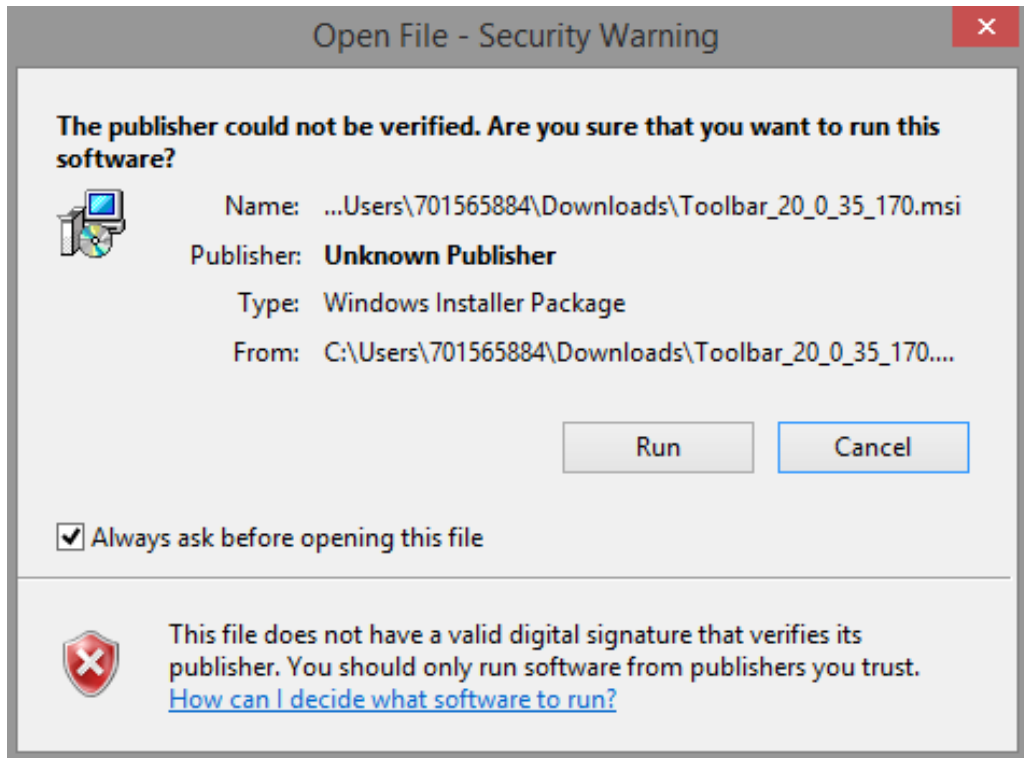 Open File - Security Warning
The publisher could not be verified. Are you sure that you want to run this
software?
Name: ...Users\701565884\Downloads\Toolbar_20_0_35_170.msi
Publisher: Unknown Publisher
Type: Windows Installer Package
From: C:\Users\701565884\Downloads\Toolbar_20_0_35_170....
Run Cancel
Always ask before opening this file
This file does not have a valid digital signature that verifies its
publisher. You should only run software from publishers you trust.
How can I decide what software to run?